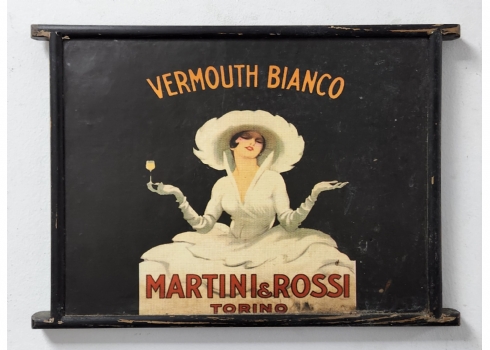 VERMOUTH BIANCO
MARTINI & ROSSI
TORINO